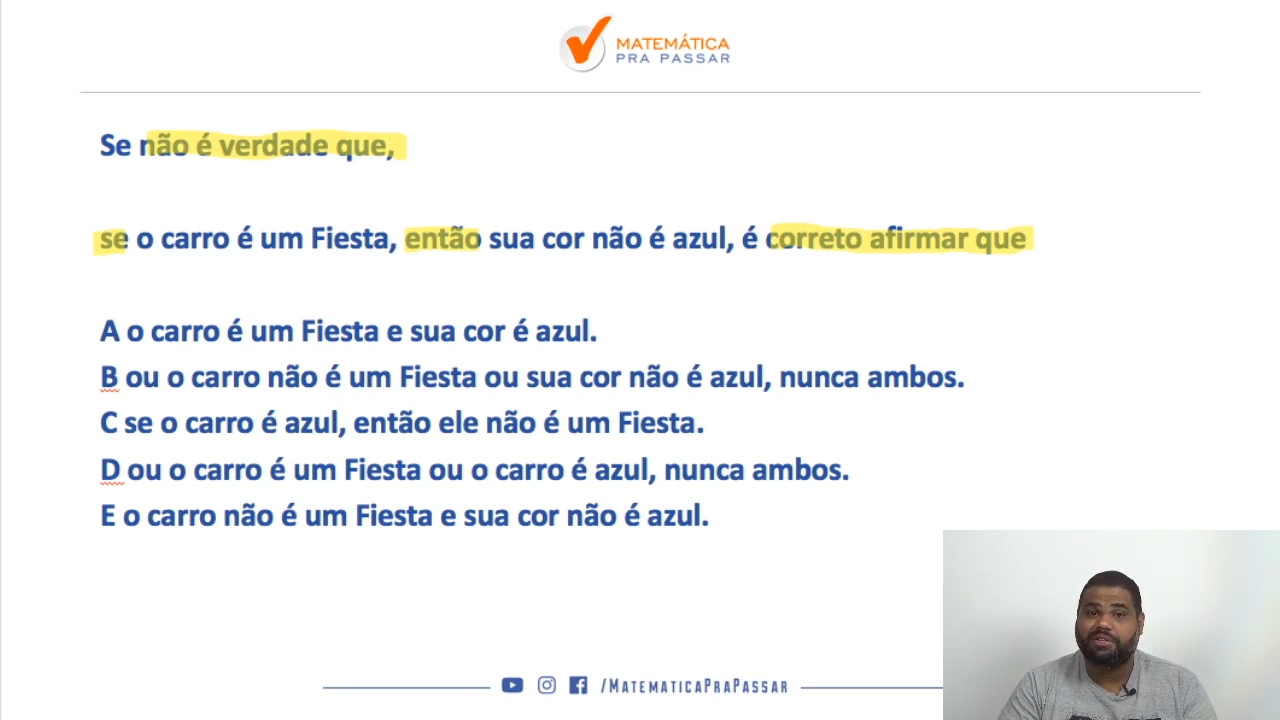 MATEMÁTICA
PRA PASSAR
Se não é verdade que,
se o carro é um Fiesta, então sua cor não é azul, é correto afirmar que
A o carro é um Fiesta e sua cor é azul.
B ou o carro não é um Fiesta ou sua cor não é azul, nunca ambos.
C se o carro é azul, então ele não é um Fiesta.
D ou o carro é um Fiesta ou o carro é azul, nunca ambos.
E o carro não é um Fiesta e sua cor não é azul.
/MATEMATICAPRAPASSAR